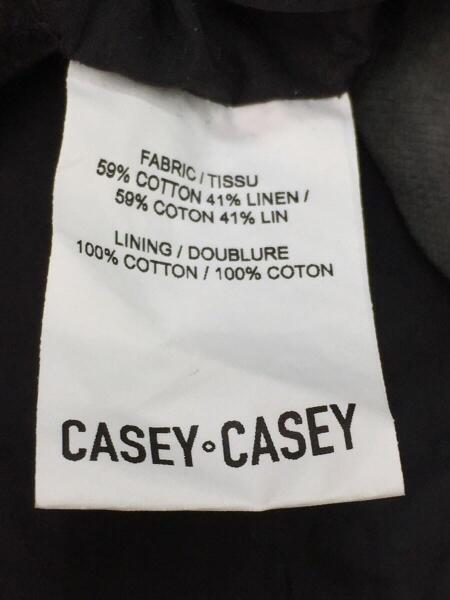 FABRIC / TISSU
59% COTTON 41% LINEN /
59% COTON 41% LIN
LINING / DOUBLURE
100% COTTON / 100% COTON
CASEY∘CASEY